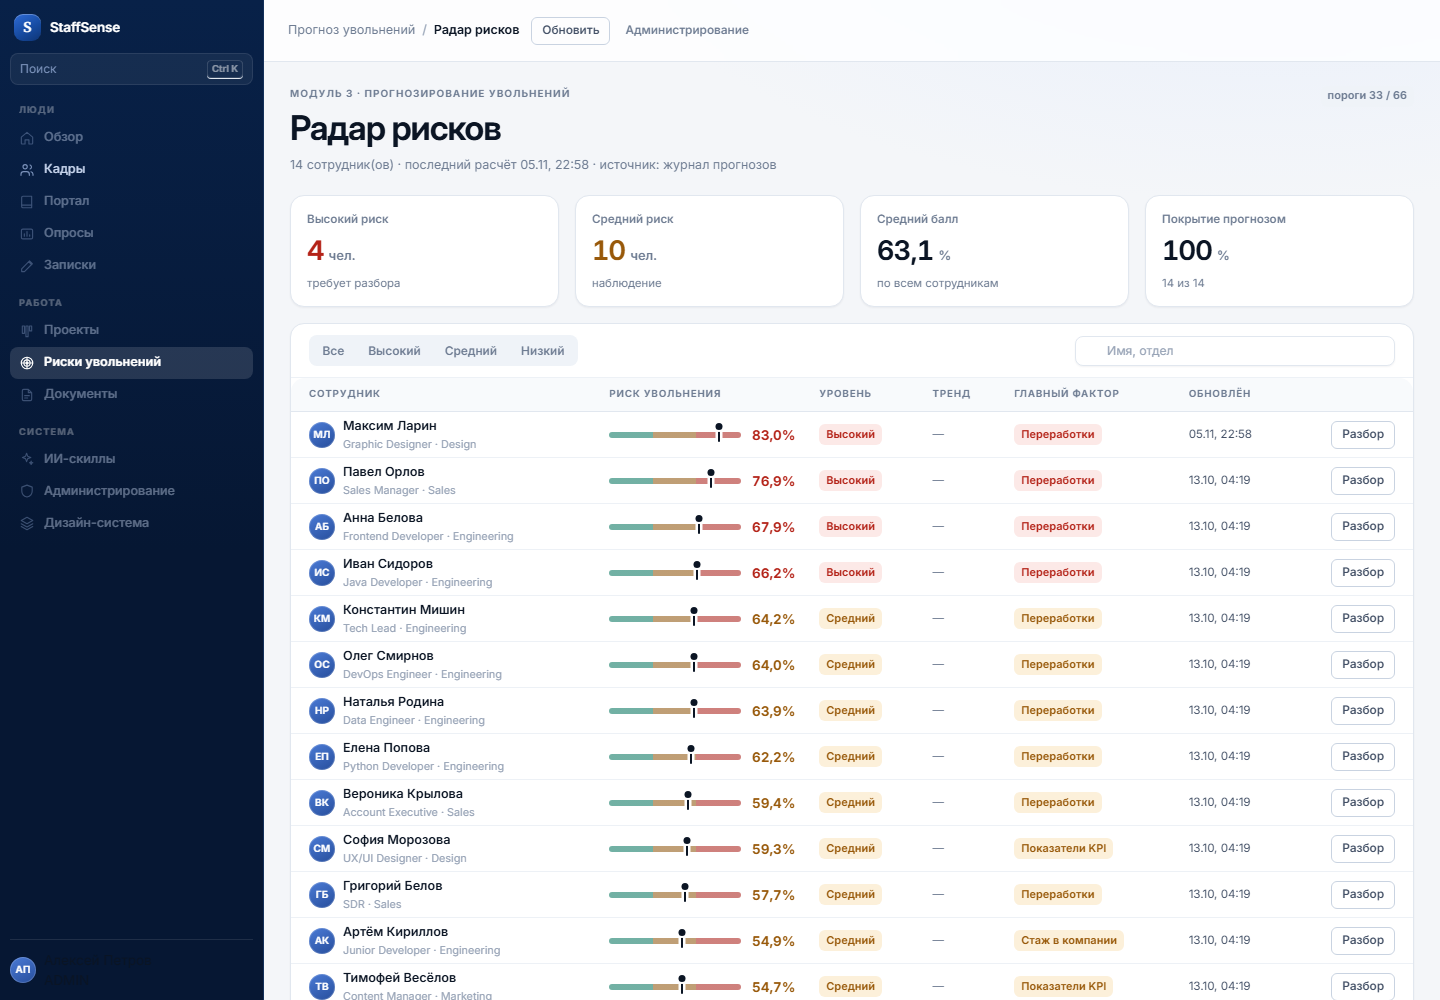 S StaffSense
Поиск Ctrl K
ЛЮДИ
Обзор
Кадры
Портал
Опросы
Записки
РАБОТА
Проекты
Риски увольнений
Документы
СИСТЕМА
ИИ-скиллы
Администрирование
Дизайн-система
АП
Прогноз увольнений / Радар рисков Обновить Администрирование
МОДУЛЬ 3 · ПРОГНОЗИРОВАНИЕ УВОЛЬНЕНИЙ
пороги 33 / 66
Радар рисков
14 сотрудник(ов) · последний расчёт 05.11, 22:58 · источник: журнал прогнозов
Высокий риск
4 чел.
требует разбора
Средний риск
10 чел.
наблюдение
Средний балл
63,1 %
по всем сотрудникам
Покрытие прогнозом
100 %
14 из 14
Все Высокий Средний Низкий
Имя, отдел
СОТРУДНИК РИСК УВОЛЬНЕНИЯ УРОВЕНЬ ТРЕНД ГЛАВНЫЙ ФАКТОР ОБНОВЛЁН
МЛ Максим Ларин 83,0% Высокий — Переработки 05.11, 22:58 Разбор
Graphic Designer · Design
ПО Павел Орлов 76,9% Высокий — Переработки 13.10, 04:19 Разбор
Sales Manager · Sales
АБ Анна Белова 67,9% Высокий — Переработки 13.10, 04:19 Разбор
Frontend Developer · Engineering
ИС Иван Сидоров 66,2% Высокий — Переработки 13.10, 04:19 Разбор
Java Developer · Engineering
КМ Константин Мишин 64,2% Средний — Переработки 13.10, 04:19 Разбор
Tech Lead · Engineering
ОС Олег Смирнов 64,0% Средний — Переработки 13.10, 04:19 Разбор
DevOps Engineer · Engineering
НР Наталья Родина 63,9% Средний — Переработки 13.10, 04:19 Разбор
Data Engineer · Engineering
ЕП Елена Попова 62,2% Средний — Переработки 13.10, 04:19 Разбор
Python Developer · Engineering
ВК Вероника Крылова 59,4% Средний — Переработки 13.10, 04:19 Разбор
Account Executive · Sales
СМ София Морозова 59,3% Средний — Показатели KPI 13.10, 04:19 Разбор
UX/UI Designer · Design
ГБ Григорий Белов 57,7% Средний — Переработки 13.10, 04:19 Разбор
SDR · Sales
АК Артём Кириллов 54,9% Средний — Стаж в компании 13.10, 04:19 Разбор
Junior Developer · Engineering
ТВ Тимофей Весёлов 54,7% Средний — Показатели KPI 13.10, 04:19 Разбор
Content Manager · Marketing